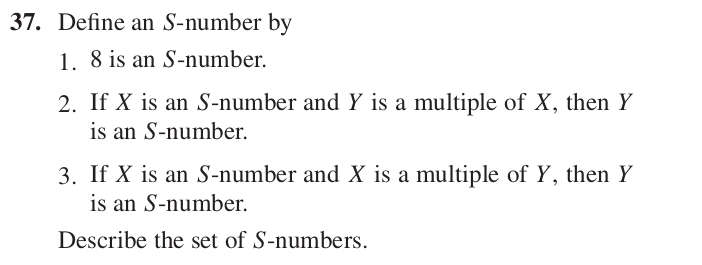 37. Define an S-number by
1. 8 is an S-number.
2. If X is an S-number and Y is a multiple of X, then Y
is an S-number.
3. If X is an S-number and X is a multiple of Y, then Y
is an S-number.
Describe the set of S-numbers.